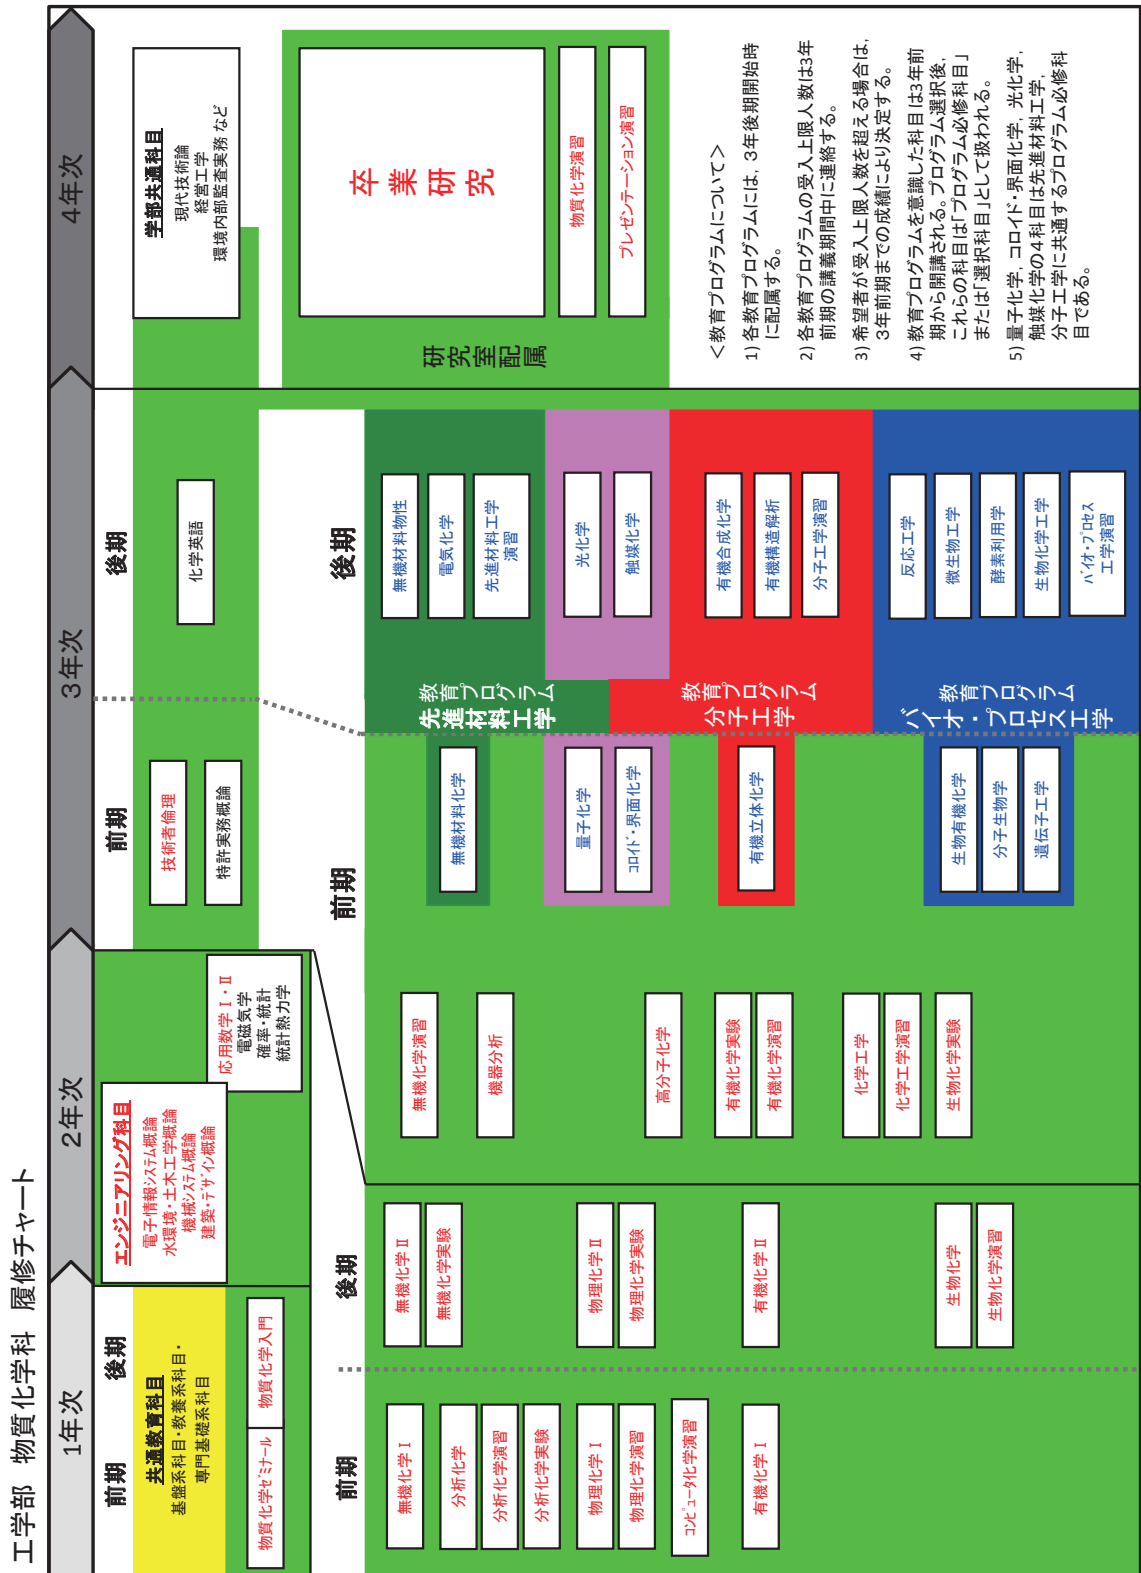 工学部 物質化学科 履修チャート
1年次
2年次
3年次
4年次
前期
後期
共通教育科目
基盤系科目・教養系科目・
専門基礎系科目
物質化学ゼミナール
物質化学入門
エンジニアリング科目
電子情報システム概論
水環境・土木工学概論
機械システム概論
建築・デザイン概論
応用数学Ⅰ・Ⅱ
電磁気学
確率・統計
統計熱力学
前期
技術者倫理
特許実務概論
後期
化学英語
学部共通科目
現代技術論
経営工学
環境内部監査実務 など
前期
無機化学Ⅰ
分析化学
分析化学演習
分析化学実験
物理化学Ⅰ
物理化学演習
コンピュータ化学演習
有機化学Ⅰ
後期
無機化学Ⅱ
無機化学実験
物理化学Ⅱ
物理化学実験
有機化学Ⅱ
生物化学
生物化学演習
無機化学演習
機器分析
高分子化学
有機化学実験
有機化学演習
化学工学
化学工学演習
生物化学実験
前期
無機材料化学
量子化学
コロイド・界面化学
有機立体化学
生物有機化学
分子生物学
遺伝子工学
教育プログラム
先進材料工学
教育プログラム
分子工学
教育プログラム
バイオ・プロセス工学
後期
無機材料物性
電気化学
先進材料工学
演習
光化学
触媒化学
有機合成化学
有機構造解析
分子工学演習
反応工学
微生物工学
酵素利用学
生物化学工学
バイオ・プロセス
工学演習
研究室配属
卒業研究
物質化学演習
プレゼンテーション演習
＜教育プログラムについて＞
1) 各教育プログラムには、3年後期開始時
に配属する。
2) 各教育プログラムの受入上限人数は3年
前期の講義期間中に連絡する。
3) 希望者が受入上限人数を超える場合は、
3年前期までの成績により決定する。
4) 教育プログラムを意識した科目は3年前
期から開講される。プログラム選択後、
これらの科目は「プログラム必修科目」
または「選択科目」として扱われる。
5) 量子化学、コロイド・界面化学、光化学、
触媒化学の4科目は先進材料工学、
分子工学に共通するプログラム必修科
目である。